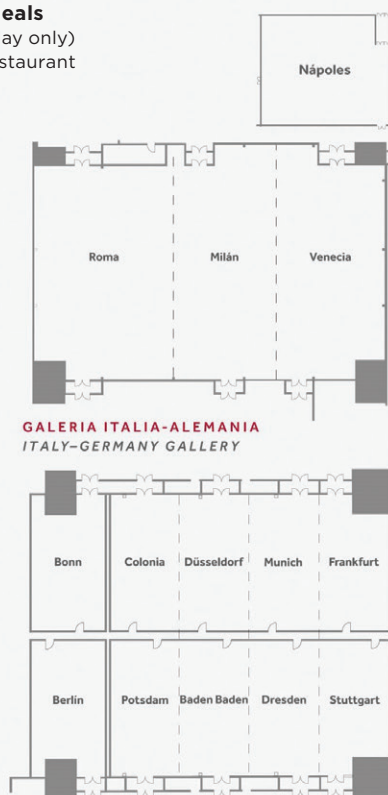 eals
ay only)
staurant
Nápoles
Roma Milán Venecia
GALERIA ITALIA-ALEMANIA
ITALY–GERMANY GALLERY
Bonn Colonia Düsseldorf Munich Frankfurt
Berlín Potsdam Baden Baden Dresden Stuttgart